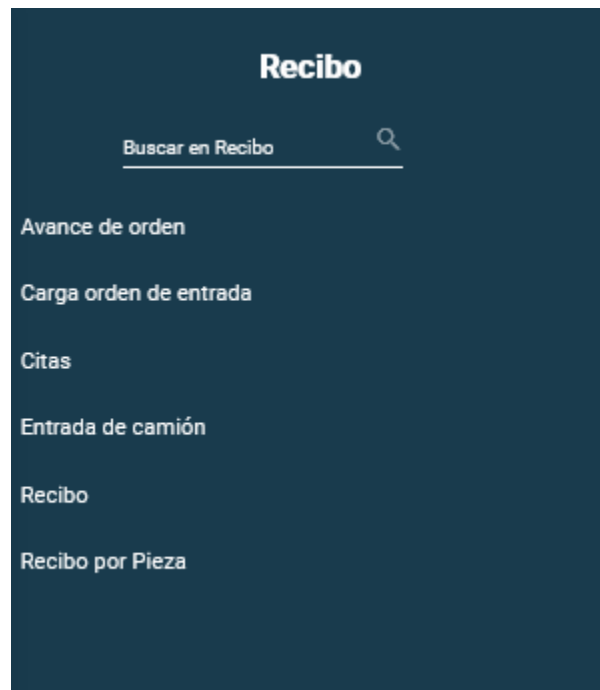 Recibo
Buscar en Recibo
Avance de orden
Carga orden de entrada
Citas
Entrada de camión
Recibo
Recibo por Pieza